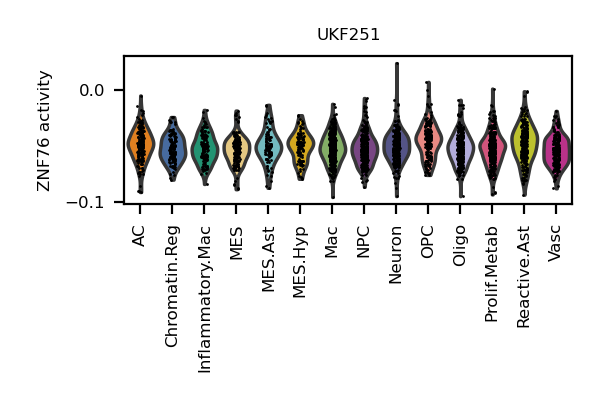 UKF251
ZNF76 activity
0.0
−0.1
AC
Chromatin.Reg
Inflammatory.Mac
MES
MES.Ast
MES.Hyp
Mac
NPC
Neuron
OPC
Oligo
Prolif.Metab
Reactive.Ast
Vasc